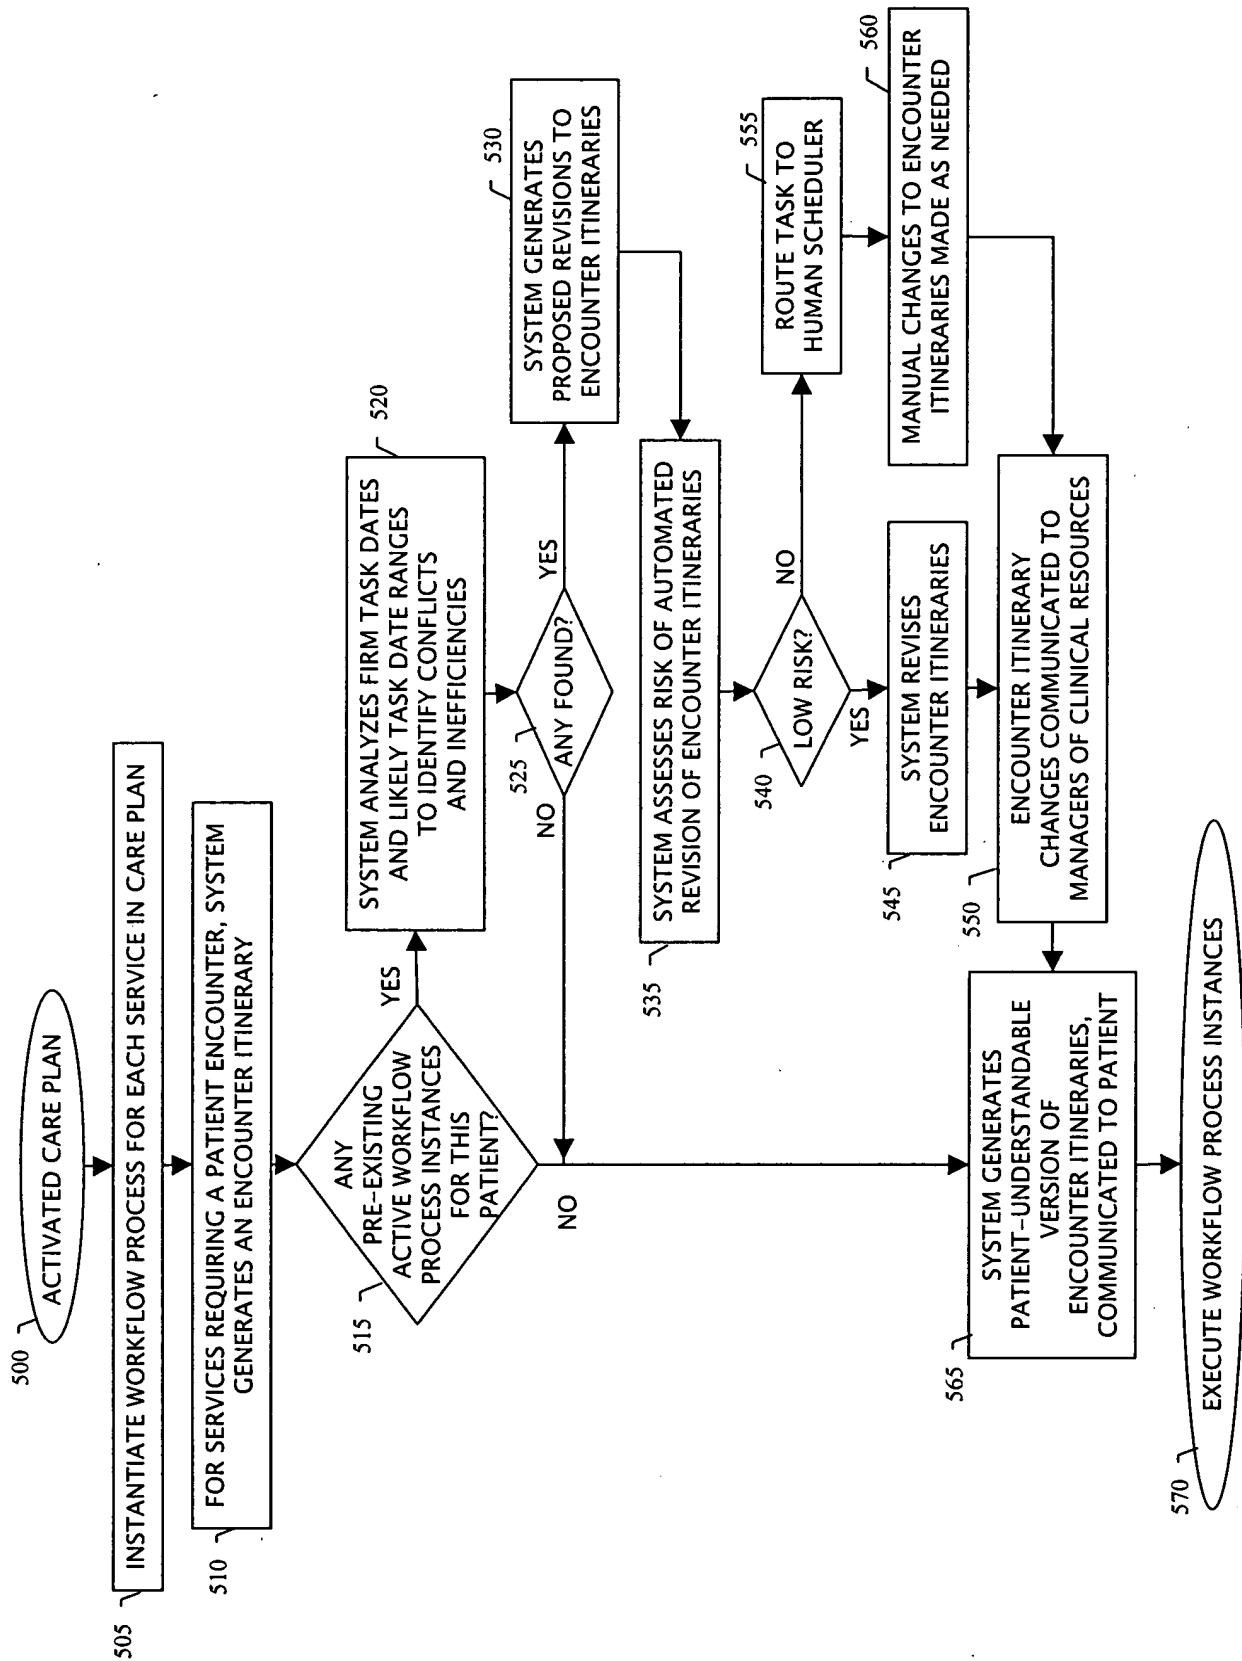 500
ACTIVATED CARE PLAN
505
INSTANTIATE WORKFLOW PROCESS FOR EACH SERVICE IN CARE PLAN
510
FOR SERVICES REQUIRING A PATIENT ENCOUNTER, SYSTEM
GENERATES AN ENCOUNTER ITINERARY
515
ANY
PRE-EXISTING
ACTIVE WORKFLOW
PROCESS INSTANCES
FOR THIS
PATIENT?
YES
NO
520
SYSTEM ANALYZES FIRM TASK DATES
AND LIKELY TASK DATE RANGES
TO IDENTIFY CONFLICTS
AND INEFFICIENCIES
525
ANY FOUND?
NO
YES
530
SYSTEM GENERATES
PROPOSED REVISIONS TO
ENCOUNTER ITINERARIES
535
SYSTEM ASSESSES RISK OF AUTOMATED
REVISION OF ENCOUNTER ITINERARIES
540
LOW RISK?
NO
YES
555
ROUTE TASK TO
HUMAN SCHEDULER
560
MANUAL CHANGES TO ENCOUNTER
ITINERARIES MADE AS NEEDED
545
SYSTEM REVISES
ENCOUNTER ITINERARIES
550
ENCOUNTER ITINERARY
CHANGES COMMUNICATED TO
MANAGERS OF CLINICAL RESOURCES
565
SYSTEM GENERATES
PATIENT-UNDERSTANDABLE
VERSION OF
ENCOUNTER ITINERARIES,
COMMUNICATED TO PATIENT
570
EXECUTE WORKFLOW PROCESS INSTANCES